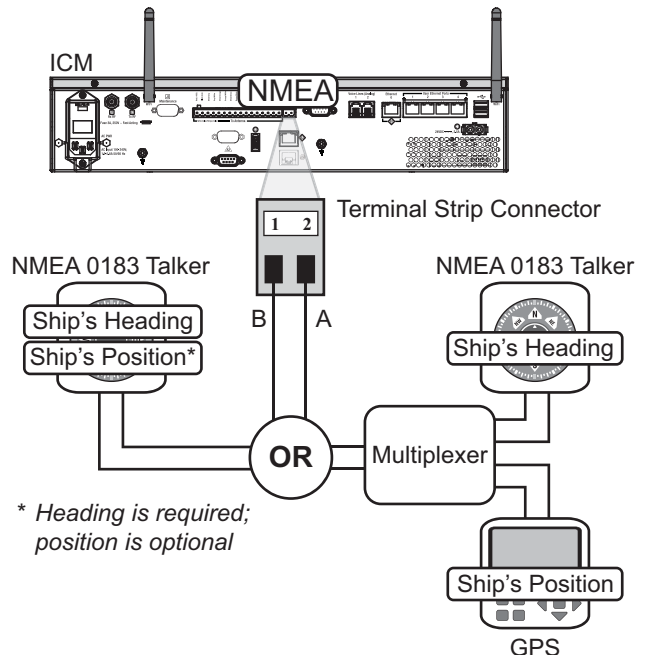 ICM
NMEA
Maintenance
1 2
Terminal Strip Connector
B A
NMEA 0183 Talker
Ship's Heading
Ship's Position*
NMEA 0183 Talker
N
Ship's Heading
OR
Multiplexer
* Heading is required;
position is optional
Ship's Position
GPS